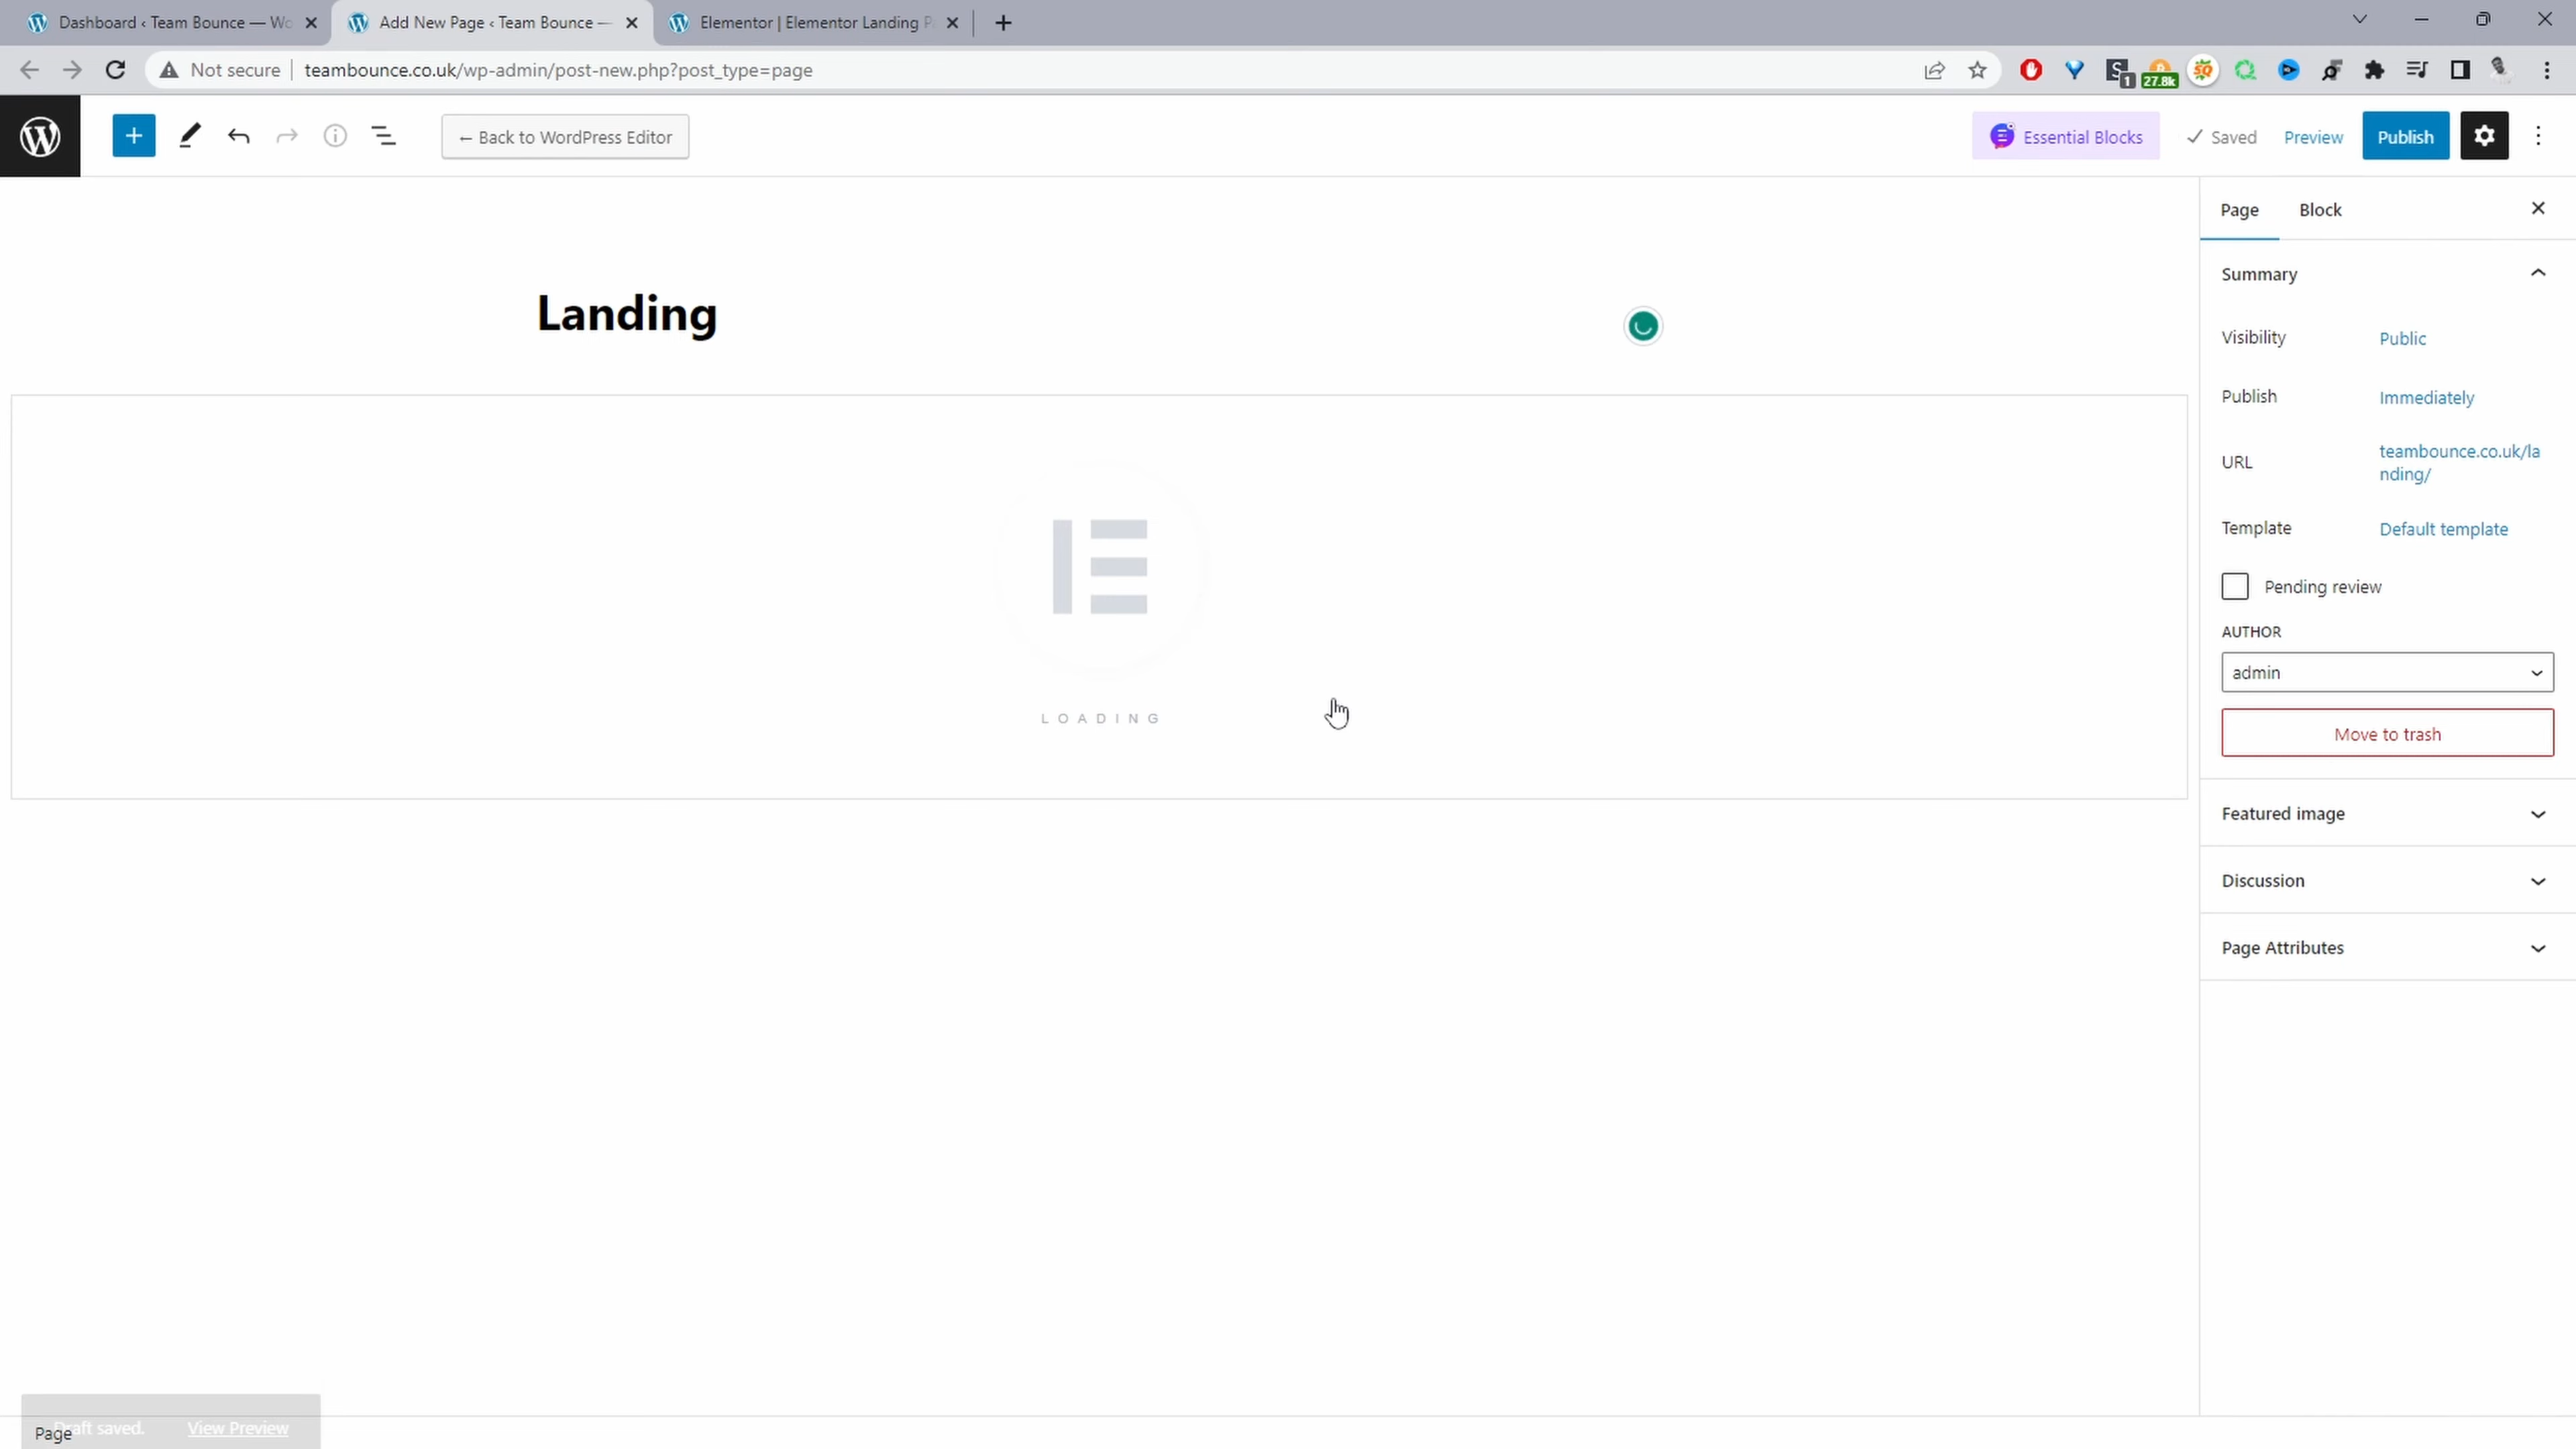 Dashboard ‹ Team Bounce — Wo
Add New Page ‹ Team Bounce —
Elementor | Elementor Landing P
Not secure
teambounce.co.uk/wp-admin/post-new.php?post_type=page
1
27.8k
SQ
← Back to WordPress Editor
Essential Blocks
Saved
Preview
Publish
Page
Block
Landing
LOADING
Summary
Visibility
Public
Publish
Immediately
URL
teambounce.co.uk/la
nding/
Template
Default template
Pending review
AUTHOR
admin
Move to trash
Featured image
Discussion
Page Attributes
Draft saved.
View Preview
Page